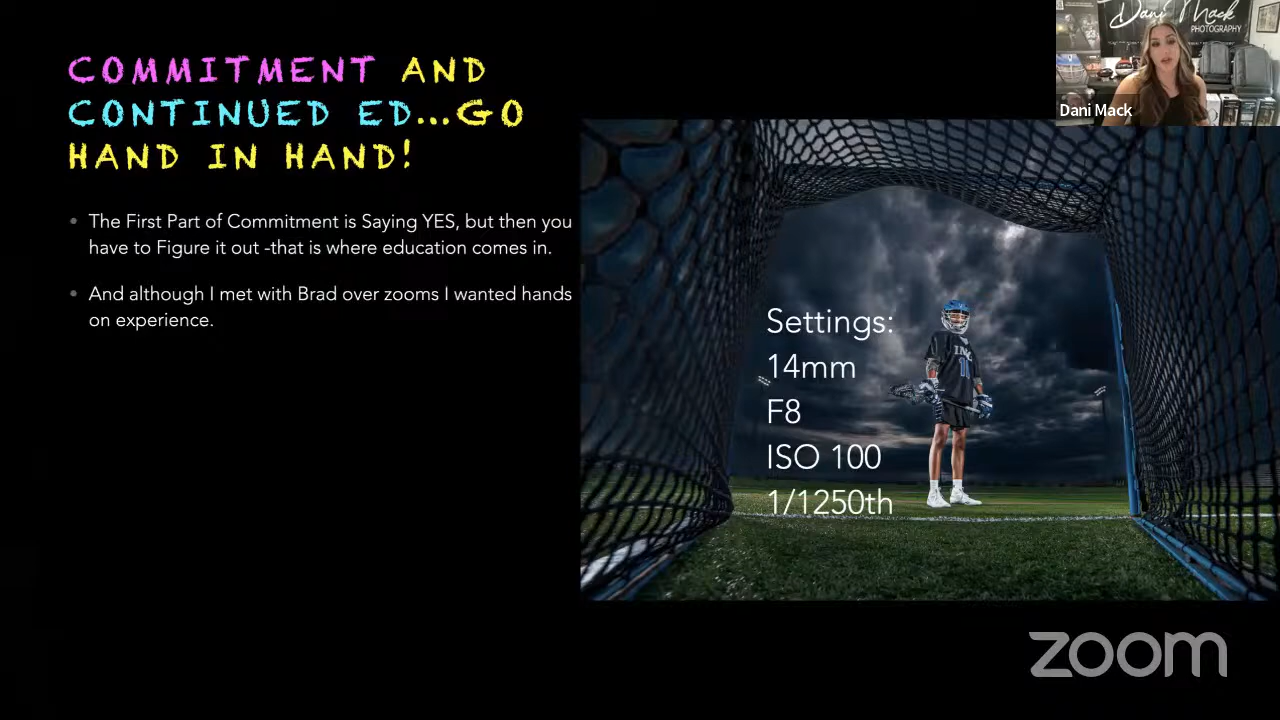 COMMITMENT AND
CONTINUED ED...GO
HAND IN HAND!
The First Part of Commitment is Saying YES, but then you
have to Figure it out -that is where education comes in.
And although I met with Brad over zooms I wanted hands
on experience.
Settings:
14mm
F8
ISO 100
1/1250th
Dani Mack
PHOTOGRAPHY
Dani Mack
zoom